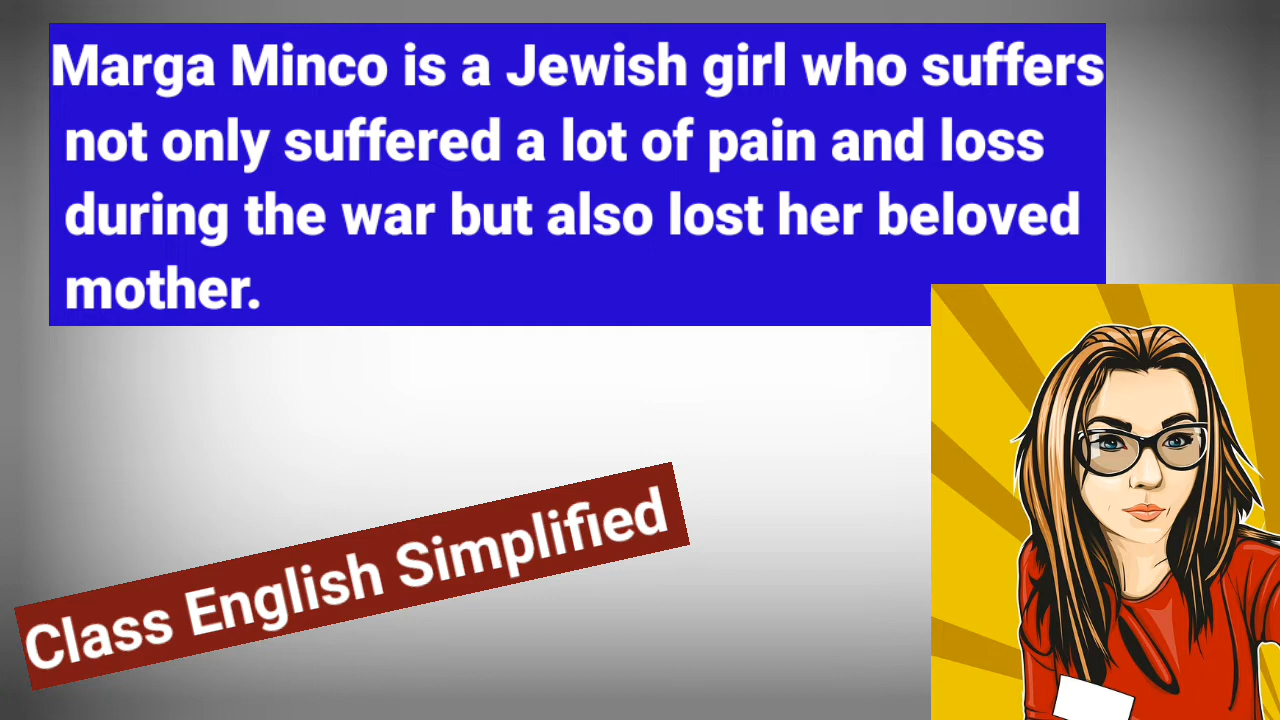 Marga Minco is a Jewish girl who suffers
not only suffered a lot of pain and loss
during the war but also lost her beloved
mother.
Class English Simplified